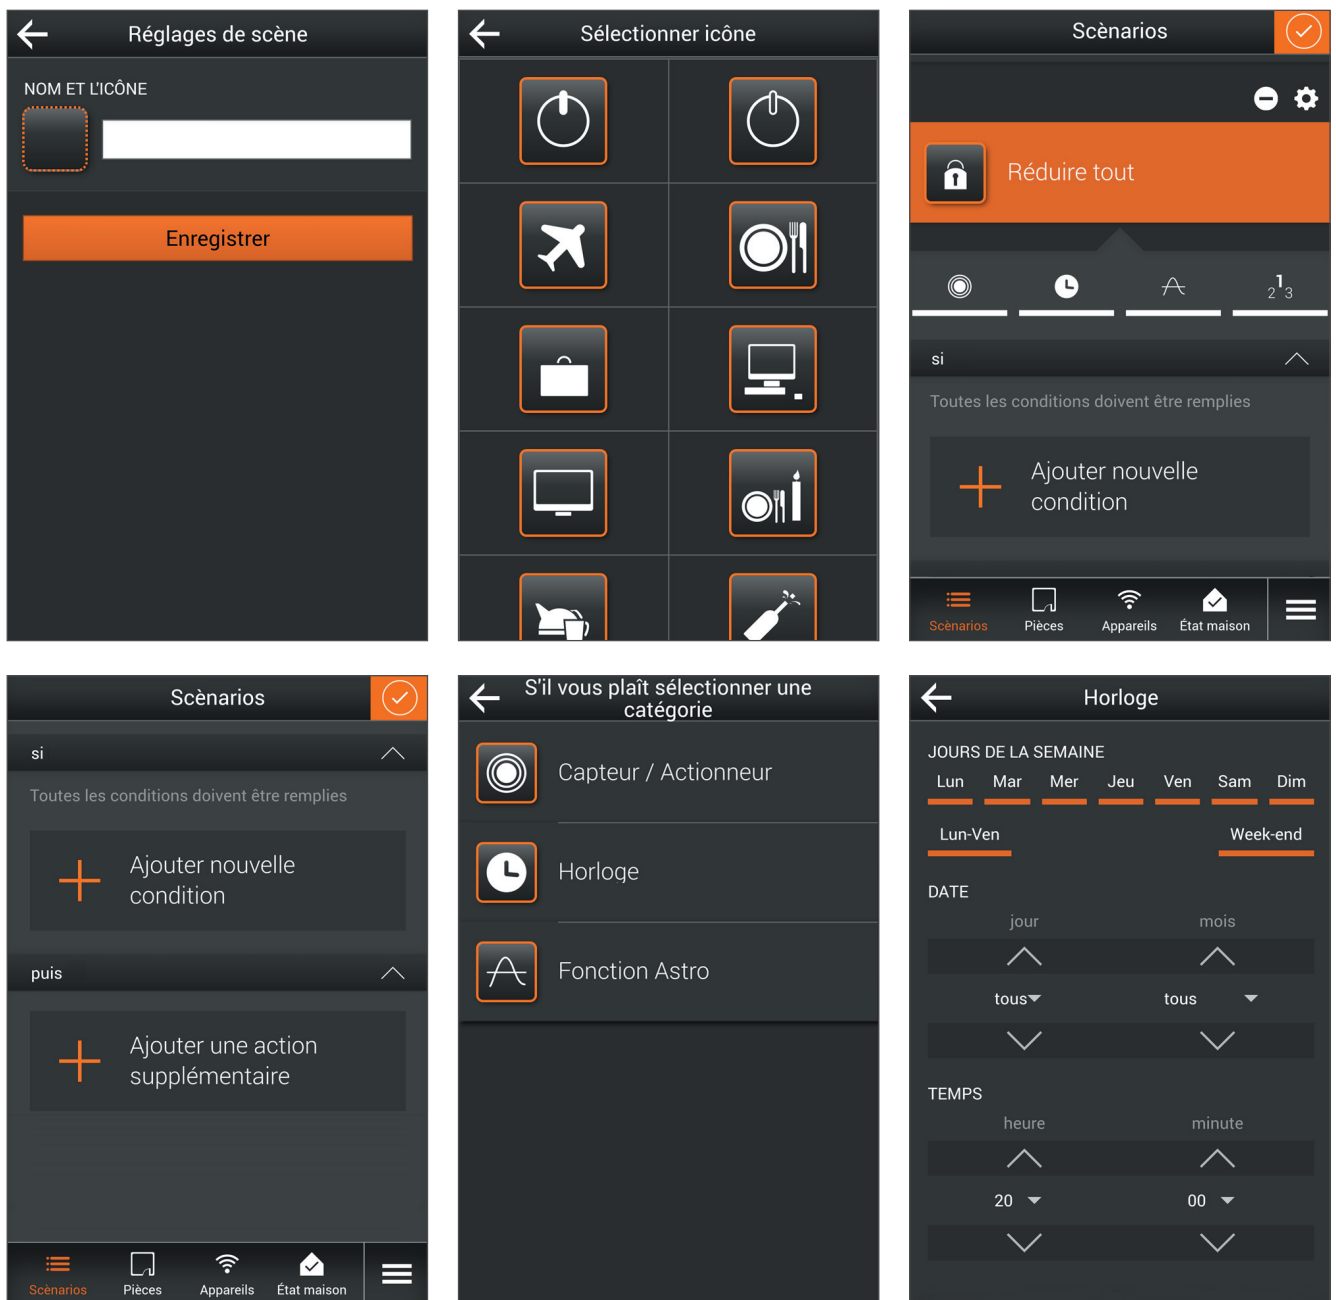 Réglages de scène
NOM ET L'ICÔNE
Enregistrer
Sélectionner icône
Scènarios
Réduire tout
2 1 3
si
Toutes les conditions doivent être remplies
Ajouter nouvelle
condition
Scènarios Pièces Appareils État maison
Scènarios
si
Toutes les conditions doivent être remplies
Ajouter nouvelle
condition
puis
Ajouter une action
supplémentaire
Scènarios Pièces Appareils État maison
S'il vous plaît sélectionner une
catégorie
Capteur / Actionneur
Horloge
Fonction Astro
Horloge
JOURS DE LA SEMAINE
Lun Mar Mer Jeu Ven Sam Dim
Lun-Ven Week-end
DATE
jour mois
tous tous
TEMPS
heure minute
20 00